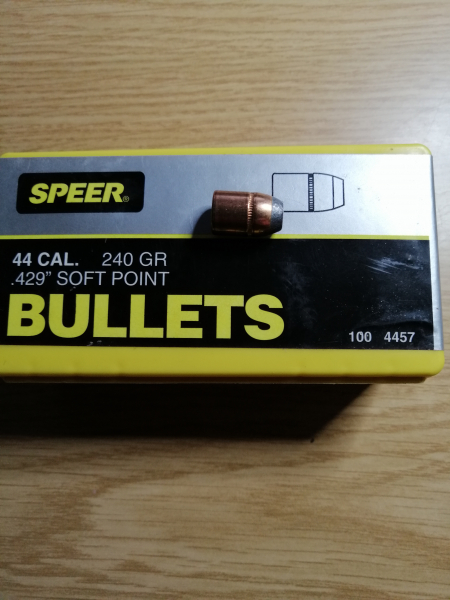 SPEER®
44 CAL. 240 GR
.429" SOFT POINT
BULLETS
100 4457